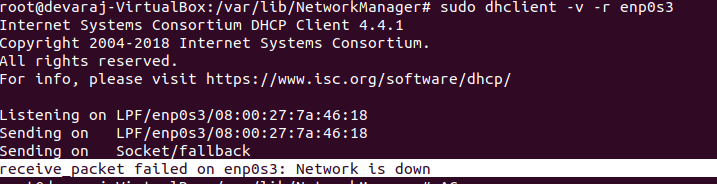 root@devaraj-VirtualBox:/var/lib/NetworkManager# sudo dhclient -v -r enp0s3
Internet Systems Consortium DHCP Client 4.4.1
Copyright 2004-2018 Internet Systems Consortium.
All rights reserved.
For info, please visit https://www.isc.org/software/dhcp/

Listening on LPF/enp0s3/08:00:27:7a:46:18
Sending on   LPF/enp0s3/08:00:27:7a:46:18
Sending on   Socket/fallback
receive_packet failed on enp0s3: Network is down